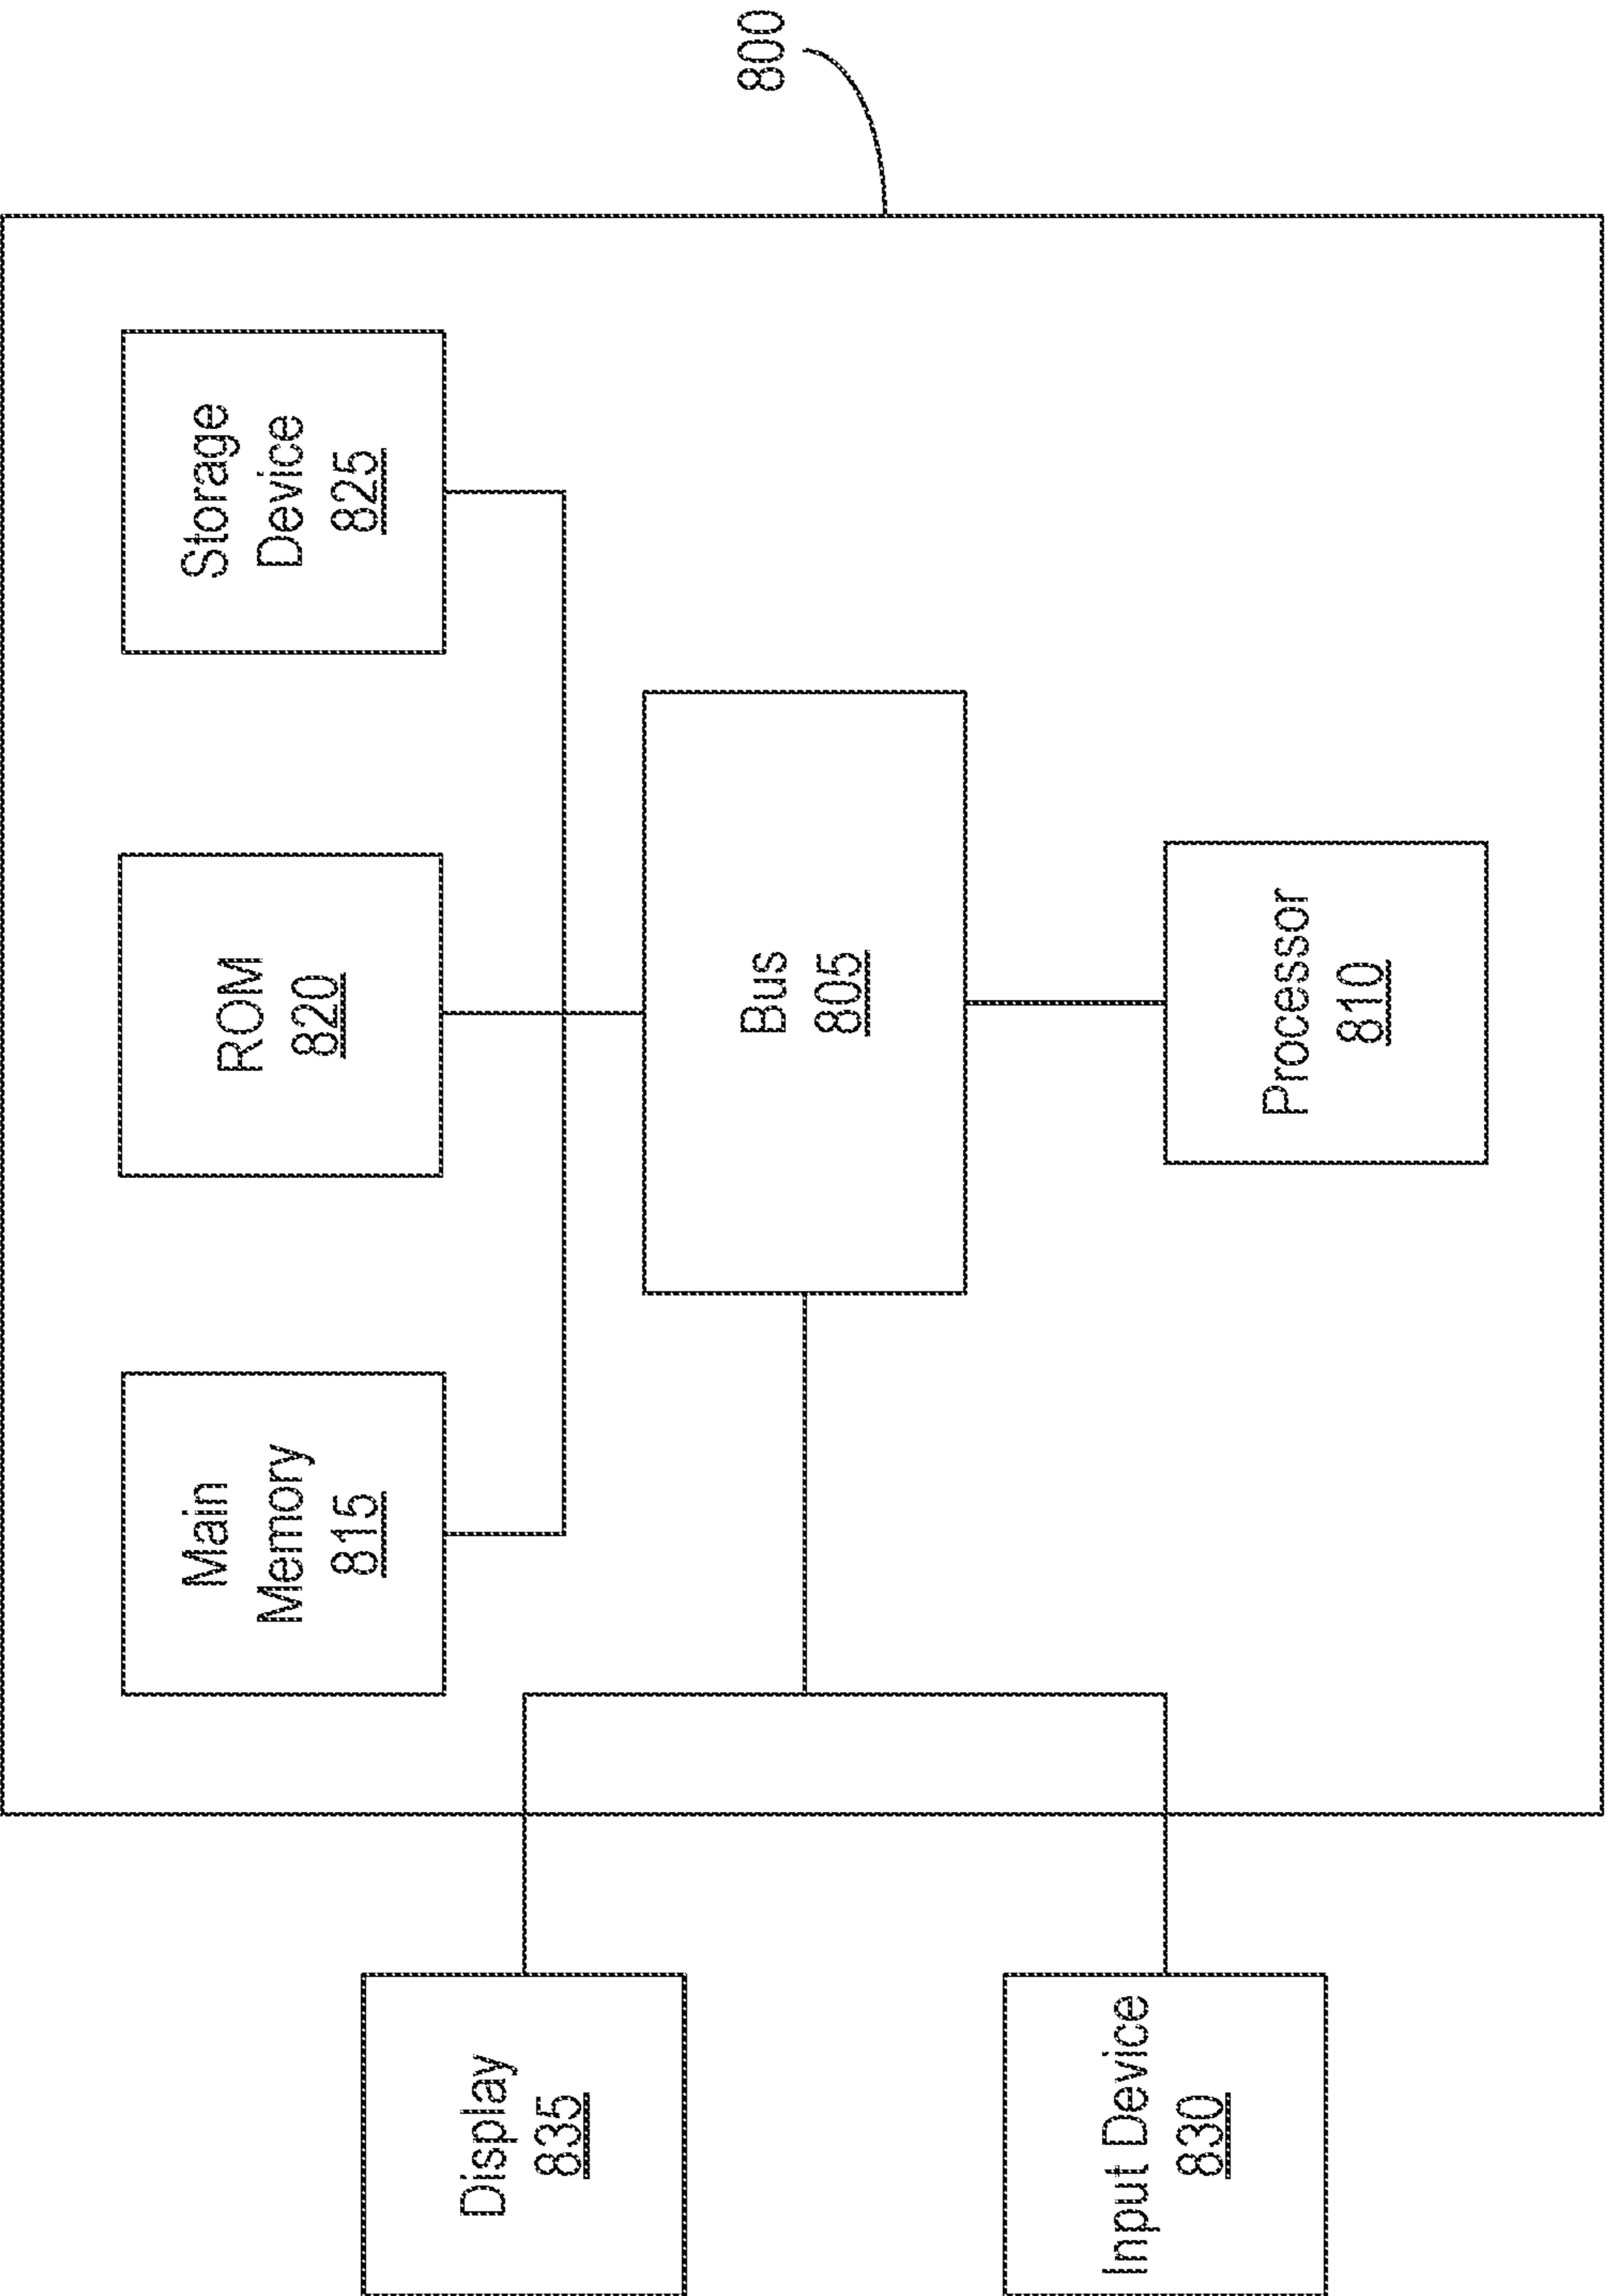 800
Main
Memory
815
ROM
820
Storage
Device
825
Display
835
Bus
805
Input Device
830
Processor
810